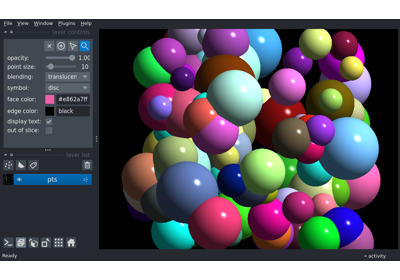 File View Window Plugins Help
layer controls
opacity: 1.00
point size: 10
blending: translucen
symbol: disc
face color: #e862a7ff
edge color: black
display text:
out of slice:
layer list
pts
Ready
activity